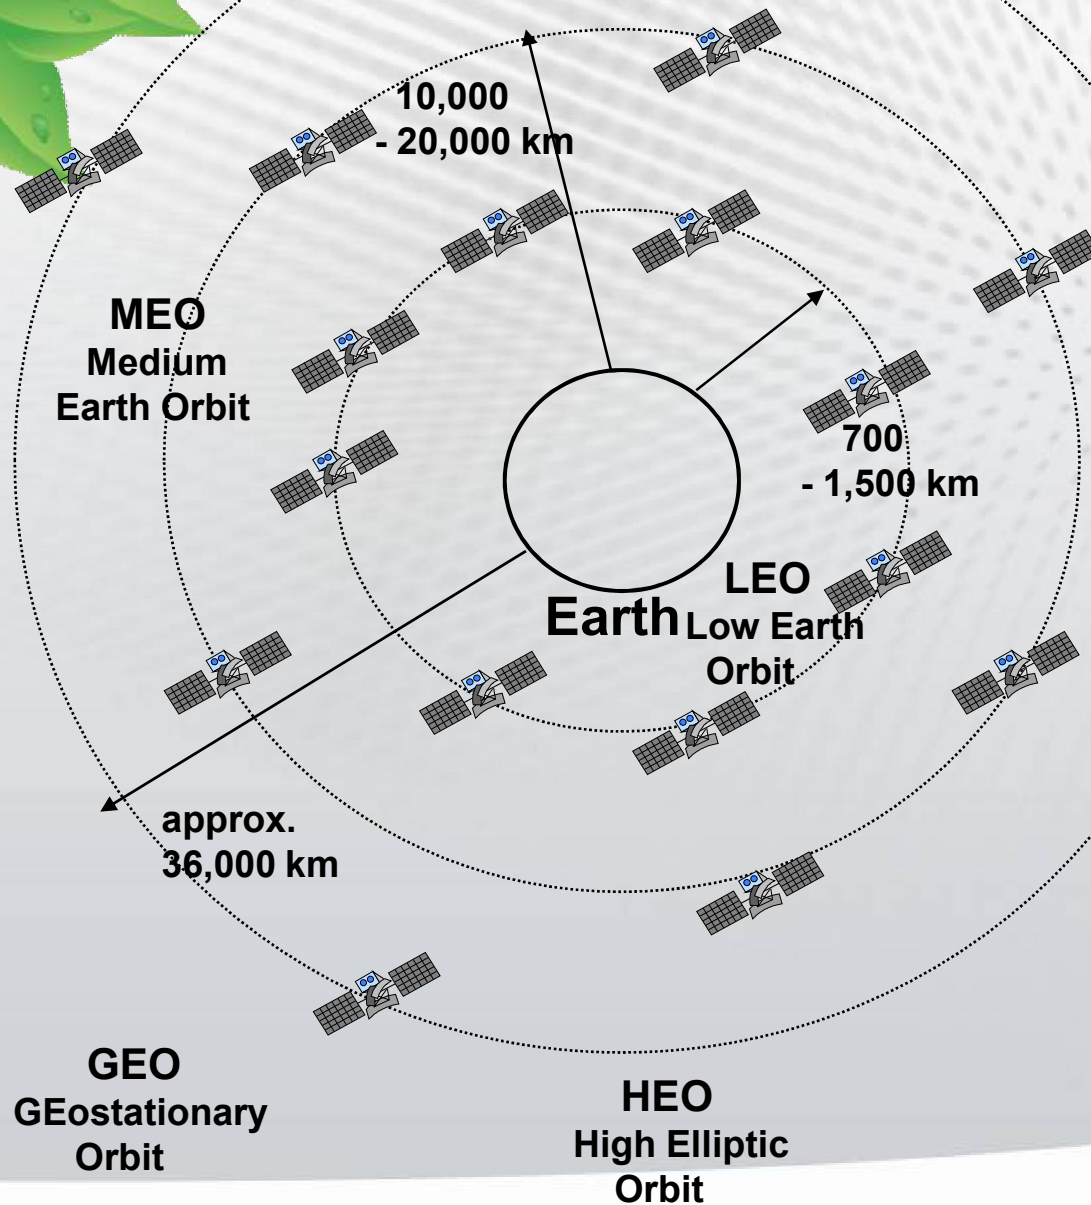 10,000
- 20,000 km
MEO
Medium
Earth Orbit
700
- 1,500 km
LEO
Low Earth
Orbit
Earth
approx.
36,000 km
GEO
GEostationary
Orbit
HEO
High Elliptic
Orbit